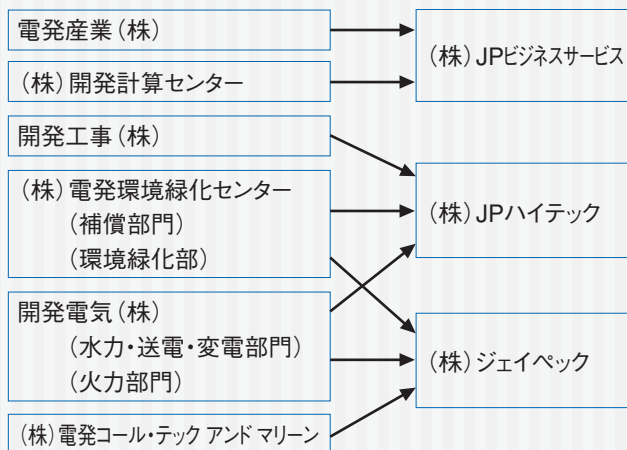 電発産業(株)
(株)開発計算センター
開発工事(株)
(株)電発環境緑化センター
(補償部門)
(環境緑化部)
開発電気(株)
(水力・送電・変電部門)
(火力部門)
(株)電発コール・テック アンド マリーン
(株)JPビジネスサービス
(株)JPハイテック
(株)ジェイペック